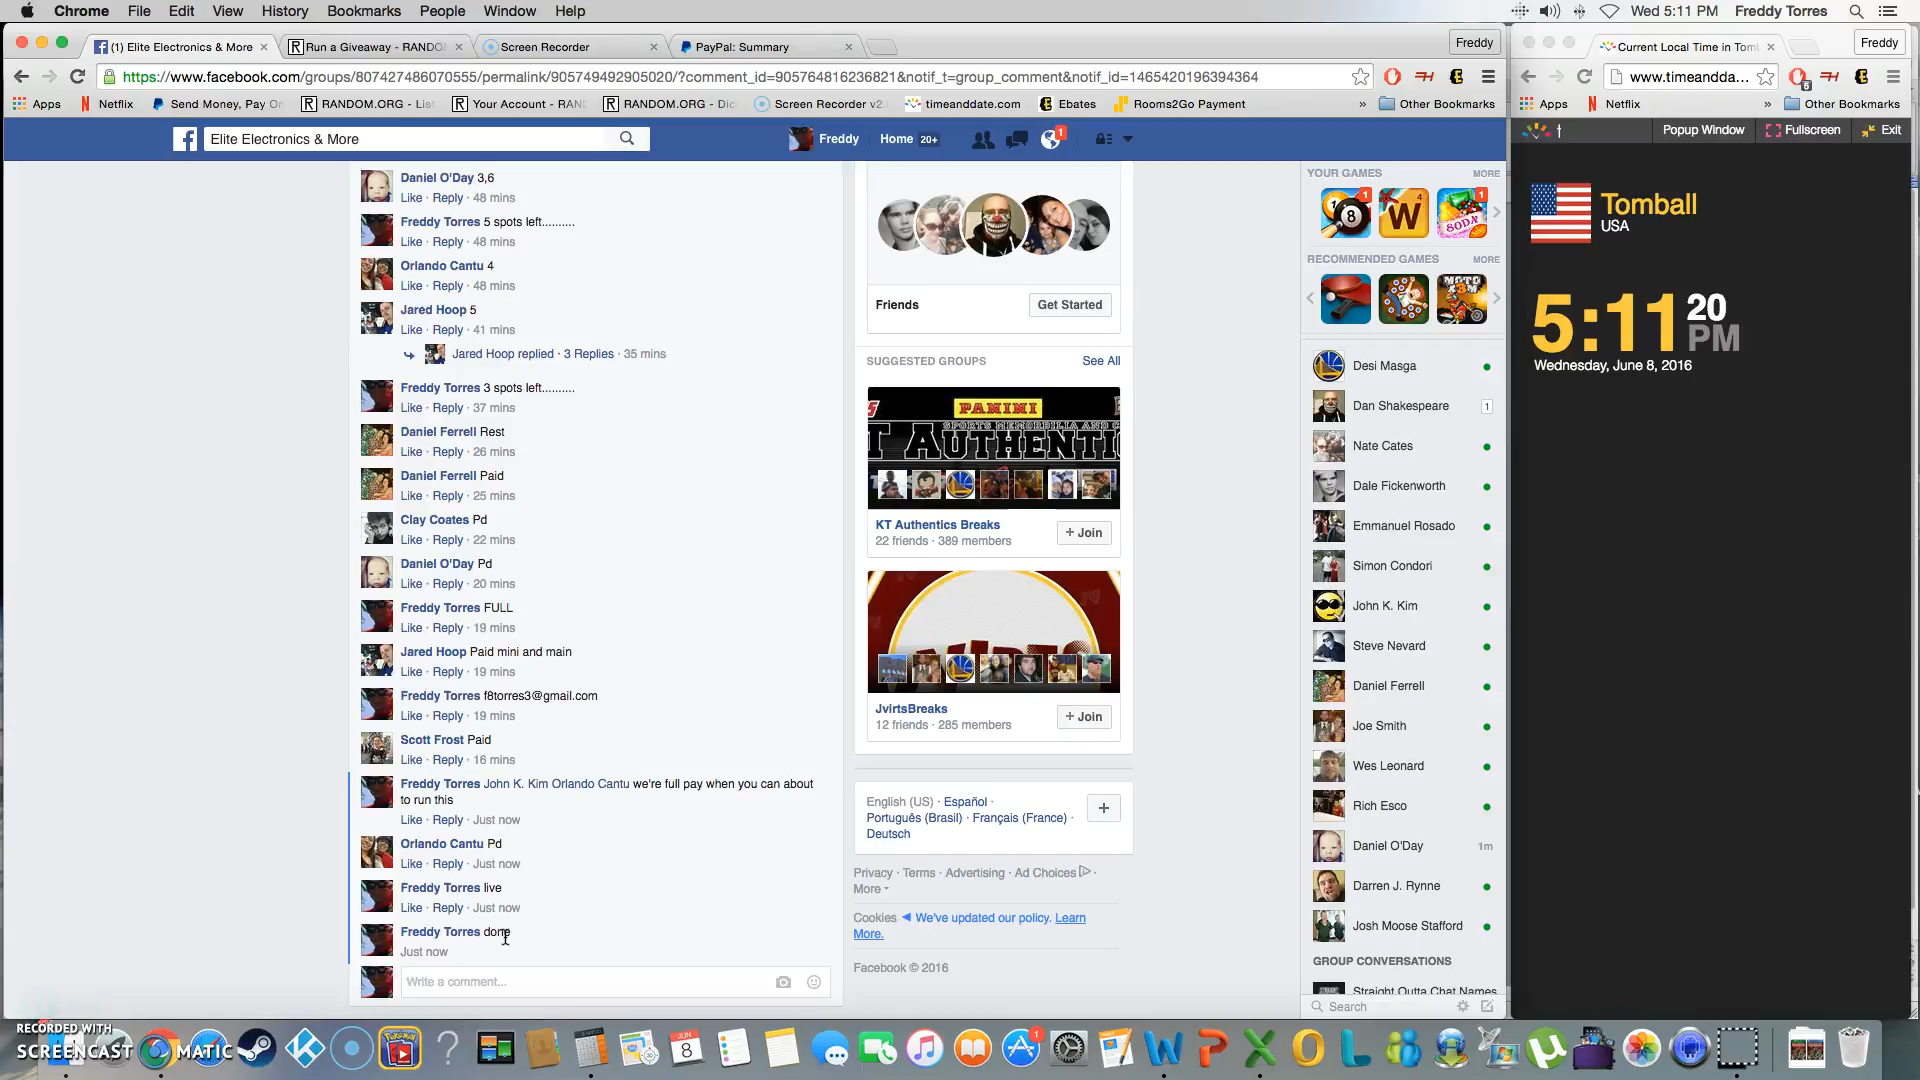 Chrome File Edit View History Bookmarks People Window Help
Wed 5:11 PM Freddy Torres
(1) Elite Electronics & More
Run a Giveaway - RANDO
Screen Recorder
PayPal: Summary
Freddy
https://www.facebook.com/groups/807427486070555/permalink/905749492905020/?comment_id=905764816236821&notif_t=group_comment&notif_id=1465420196394364
Apps Netflix Send Money, Pay On RANDOM.ORG - List Your Account - RAN RANDOM.ORG - Dic Screen Recorder v2. timeanddate.com Ebates Rooms2Go Payment » Other Bookmarks
Elite Electronics & More
Freddy Home 20+ 1
Daniel O'Day 3,6
Like · Reply · 48 mins
Freddy Torres 5 spots left..........
Like · Reply · 48 mins
Orlando Cantu 4
Like · Reply · 48 mins
Jared Hoop 5
Like · Reply · 41 mins
Jared Hoop replied · 3 Replies · 35 mins
Freddy Torres 3 spots left..........
Like · Reply · 37 mins
Daniel Ferrell Rest
Like · Reply · 26 mins
Daniel Ferrell Paid
Like · Reply · 25 mins
Clay Coates Pd
Like · Reply · 22 mins
Daniel O'Day Pd
Like · Reply · 20 mins
Freddy Torres FULL
Like · Reply · 19 mins
Jared Hoop Paid mini and main
Like · Reply · 19 mins
Freddy Torres f8torres3@gmail.com
Like · Reply · 19 mins
Scott Frost Paid
Like · Reply · 16 mins
Freddy Torres John K. Kim Orlando Cantu we're full pay when you can about
to run this
Like · Reply · Just now
Orlando Cantu Pd
Like · Reply · Just now
Freddy Torres live
Like · Reply · Just now
Freddy Torres done
Just now
Write a comment...
Friends
Get Started
SUGGESTED GROUPS See All
PANINI
SPORTS MEMORABILIA AND C
T AUTHENTI
KT Authentics Breaks
22 friends · 389 members
+ Join
JvirtsBreaks
12 friends · 285 members
+ Join
English (US) · Español ·
Português (Brasil) · Français (France) ·
Deutsch
+
Privacy · Terms · Advertising · Ad Choices ·
More
Cookies We've updated our policy. Learn
More.
Facebook © 2016
YOUR GAMES MORE
1
8
W
4
1
SODA
RECOMMENDED GAMES MORE
MOTO
Desi Masga
Dan Shakespeare 1
Nate Cates
Dale Fickenworth
Emmanuel Rosado
Simon Condori
John K. Kim
Steve Nevard
Daniel Ferrell
Joe Smith
Wes Leonard
Rich Esco
Daniel O'Day 1m
Darren J. Rynne
Josh Moose Stafford
GROUP CONVERSATIONS
Straight Outta Chat Names
Search
Current Local Time in Tomb
Freddy
www.timeandda...
Apps Netflix » Other Bookmarks
t Popup Window Fullscreen Exit
Tomball
USA
5:11 20 PM
Wednesday, June 8, 2016
RECORDED WITH
SCREENCAST MATIC
JUN
8
1